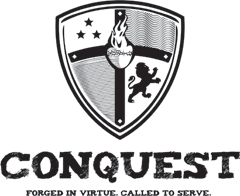 CONQUEST
FORGED IN VIRTUE. CALLED TO SERVE.